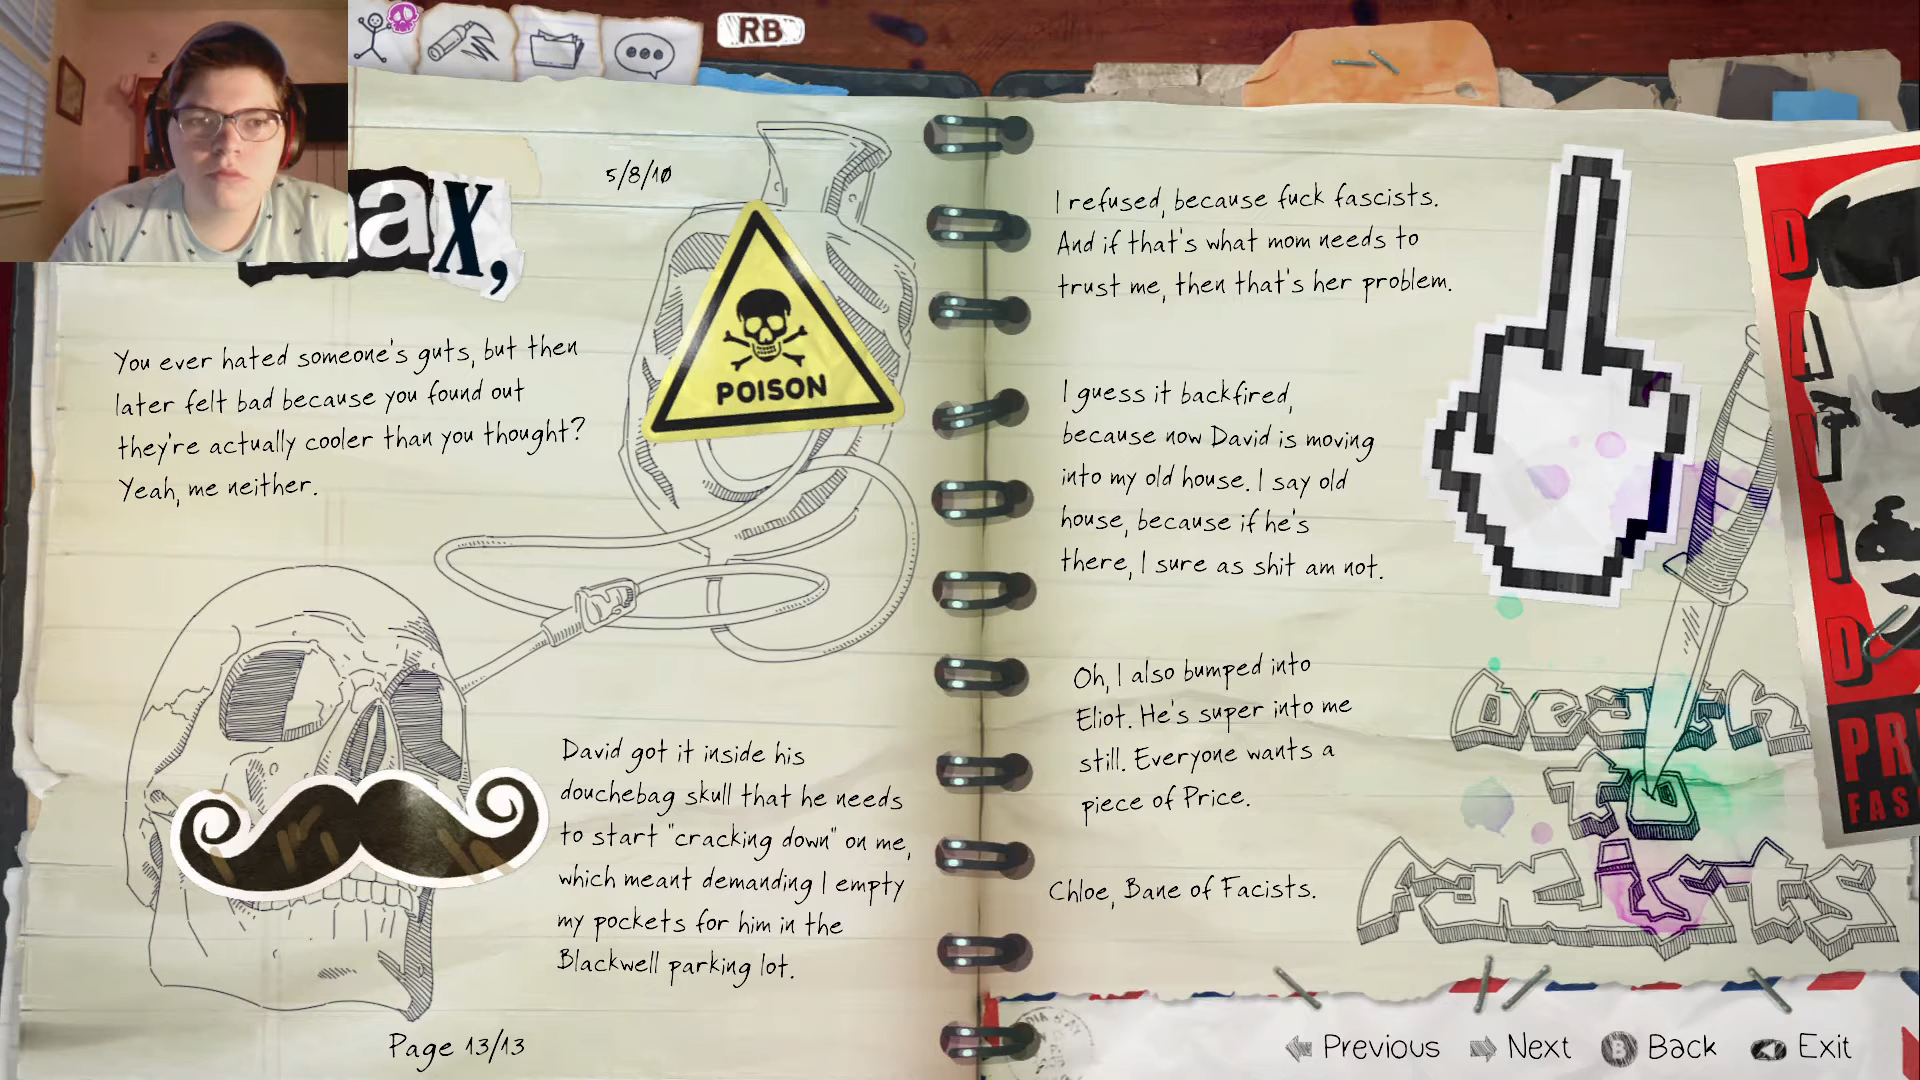 RB
ax,
5/8/10
POISON
You ever hated someone's guts, but then
later felt bad because you found out
they're actually cooler than you thought?
Yeah, me neither.
David got it inside his
douchebag skull that he needs
to start "cracking down" on me,
which meant demanding I empty
my pockets for him in the
Blackwell parking lot.
Page 13/13
I refused, because fuck fascists.
And if that's what mom needs to
trust me, then that's her problem.
I guess it backfired,
because now David is moving
into my old house. I say old
house, because if he's
there, I sure as shit am not.
Oh, I also bumped into
Eliot. He's super into me
still. Everyone wants a
piece of Price.
Chloe, Bane of Facists.
Death
to
DAVID
PR
FAS
Previous
Next
B Back
Exit